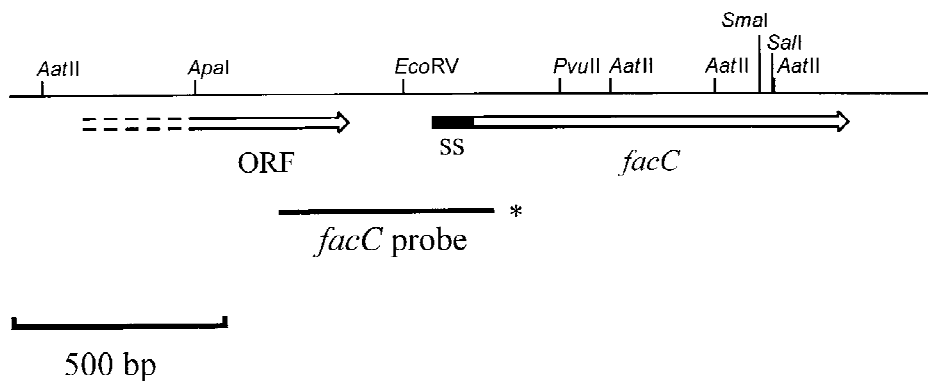 SmaI
SalI
AatII ApaI EcoRV PvuII AatII AatII AatII
ORF SS facC
*
facC probe
500 bp